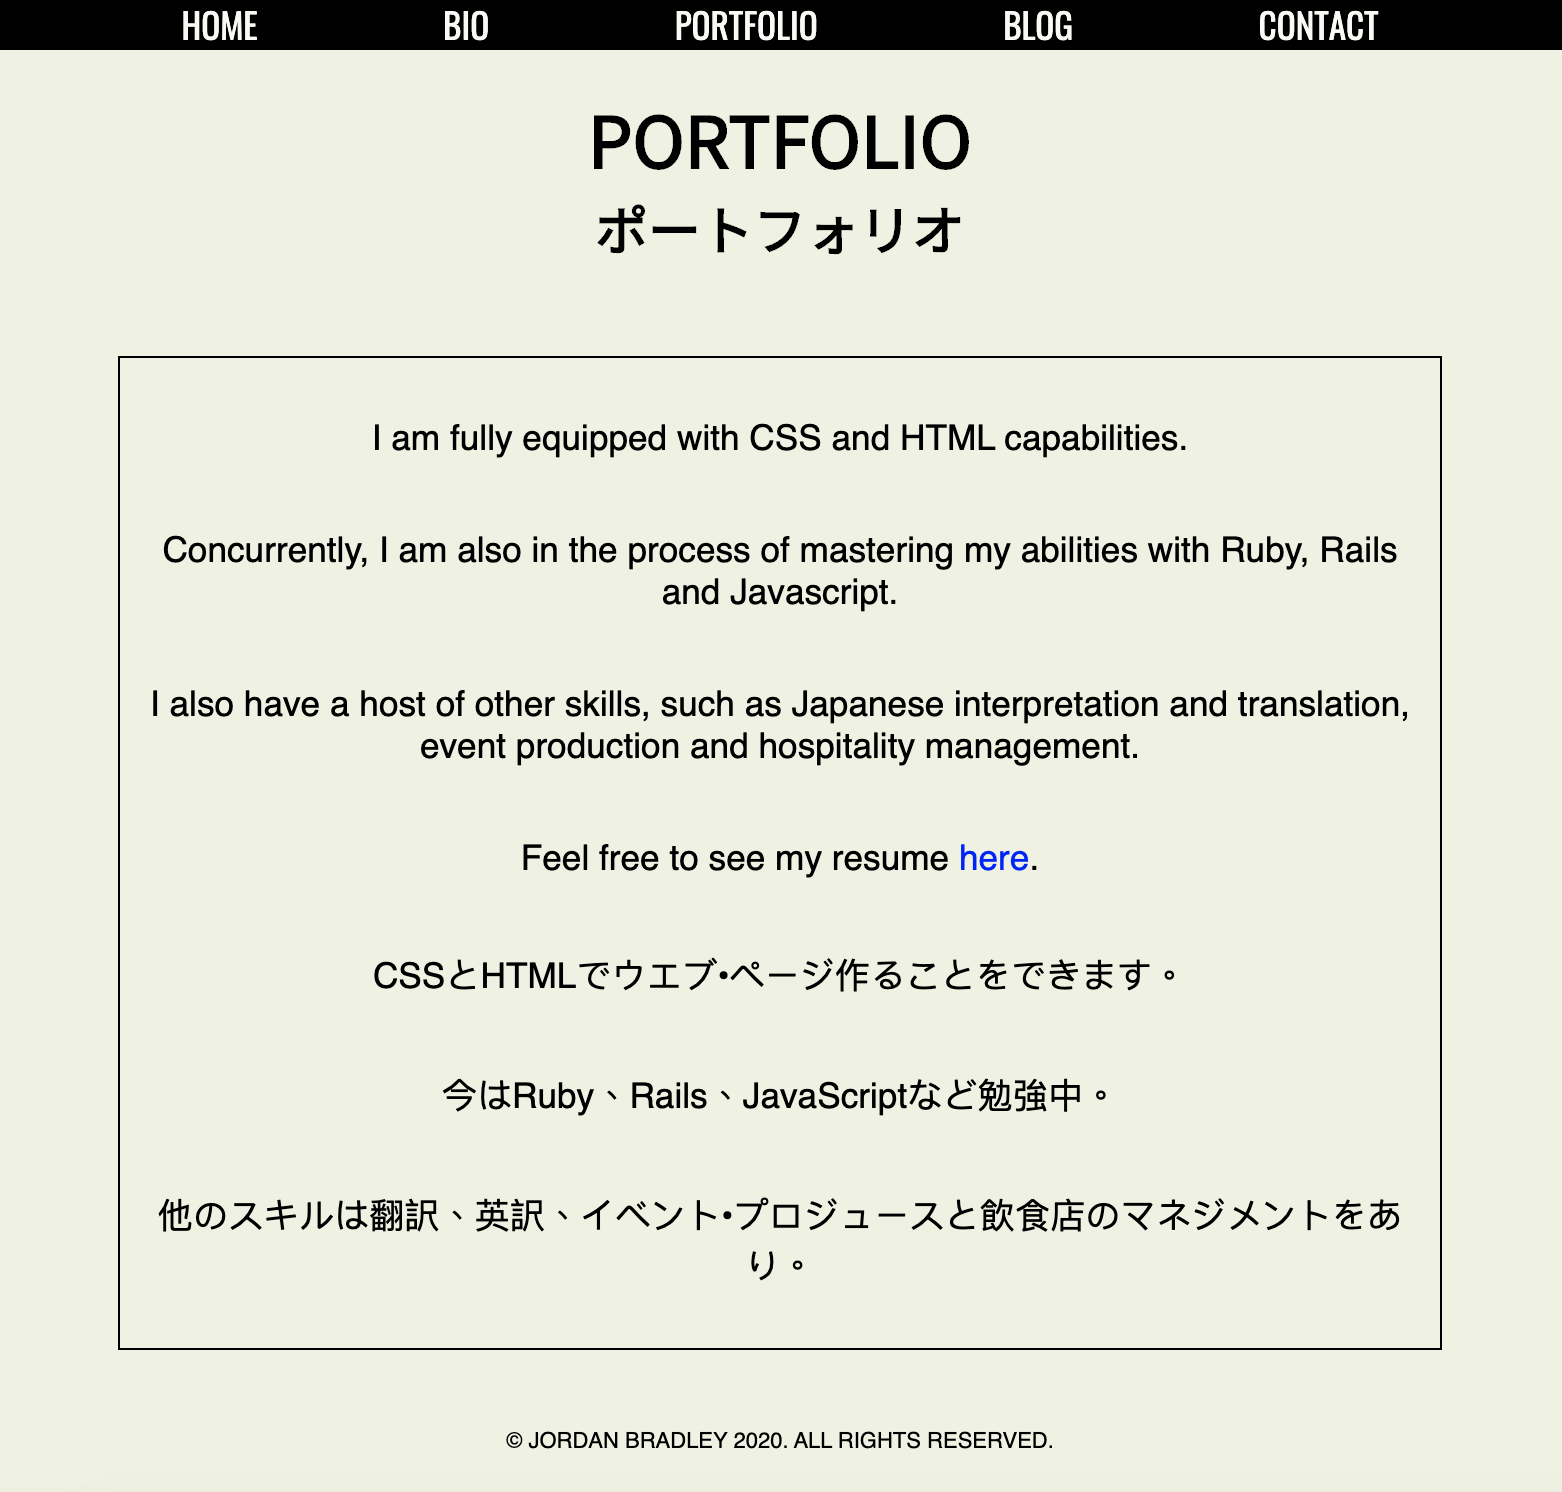 HOME BIO PORTFOLIO BLOG CONTACT
PORTFOLIO
ポートフォリオ
I am fully equipped with CSS and HTML capabilities.
Concurrently, I am also in the process of mastering my abilities with Ruby, Rails
and Javascript.
I also have a host of other skills, such as Japanese interpretation and translation,
event production and hospitality management.
Feel free to see my resume here.
CSSとHTMLでウエブ•ページ作ることをできます。
今はRuby、Rails、JavaScriptなど勉強中。
他のスキルは翻訳、英訳、イベント•プロジュースと飲食店のマネジメントをあ
り。
© JORDAN BRADLEY 2020. ALL RIGHTS RESERVED.